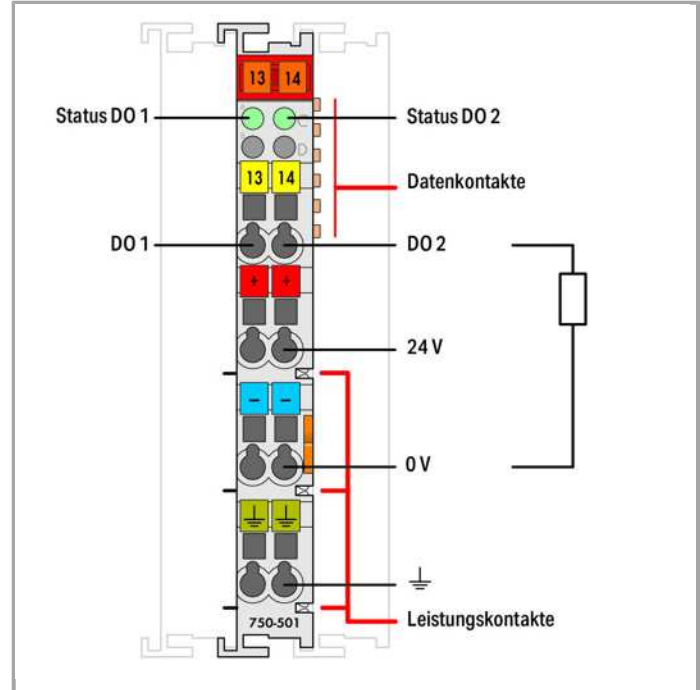 13 14
Status DO 1
Status DO 2
13 14
Datenkontakte
DO 1
DO 2
+ +
24 V
– –
0 V
750-501
Leistungskontakte